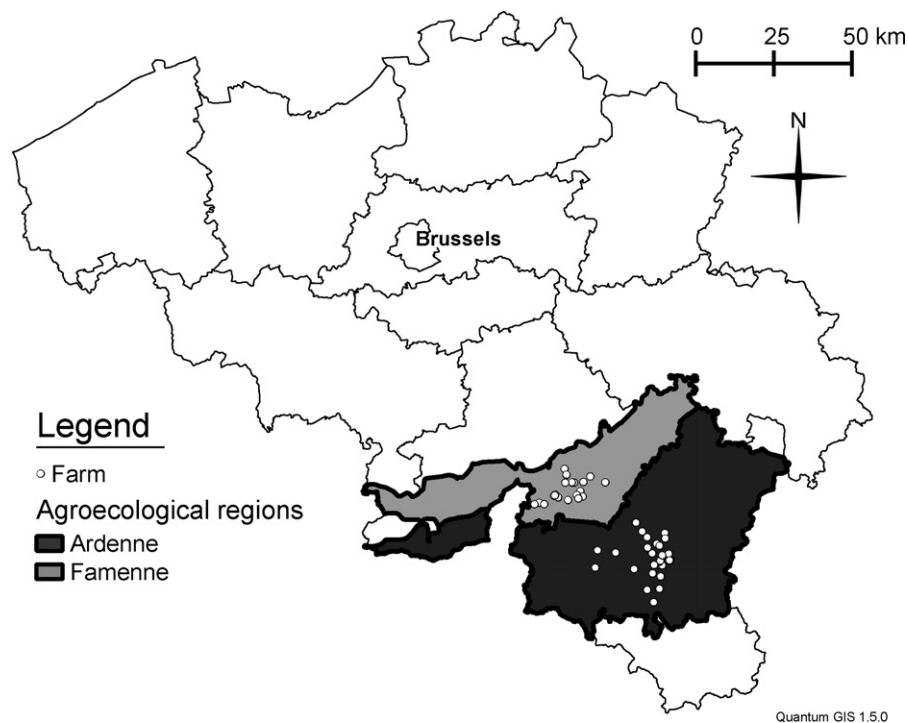 0 25 50 km
N
Brussels
Legend
Farm
Agroecological regions
Ardenne
Famenne
Quantum GIS 1.5.0